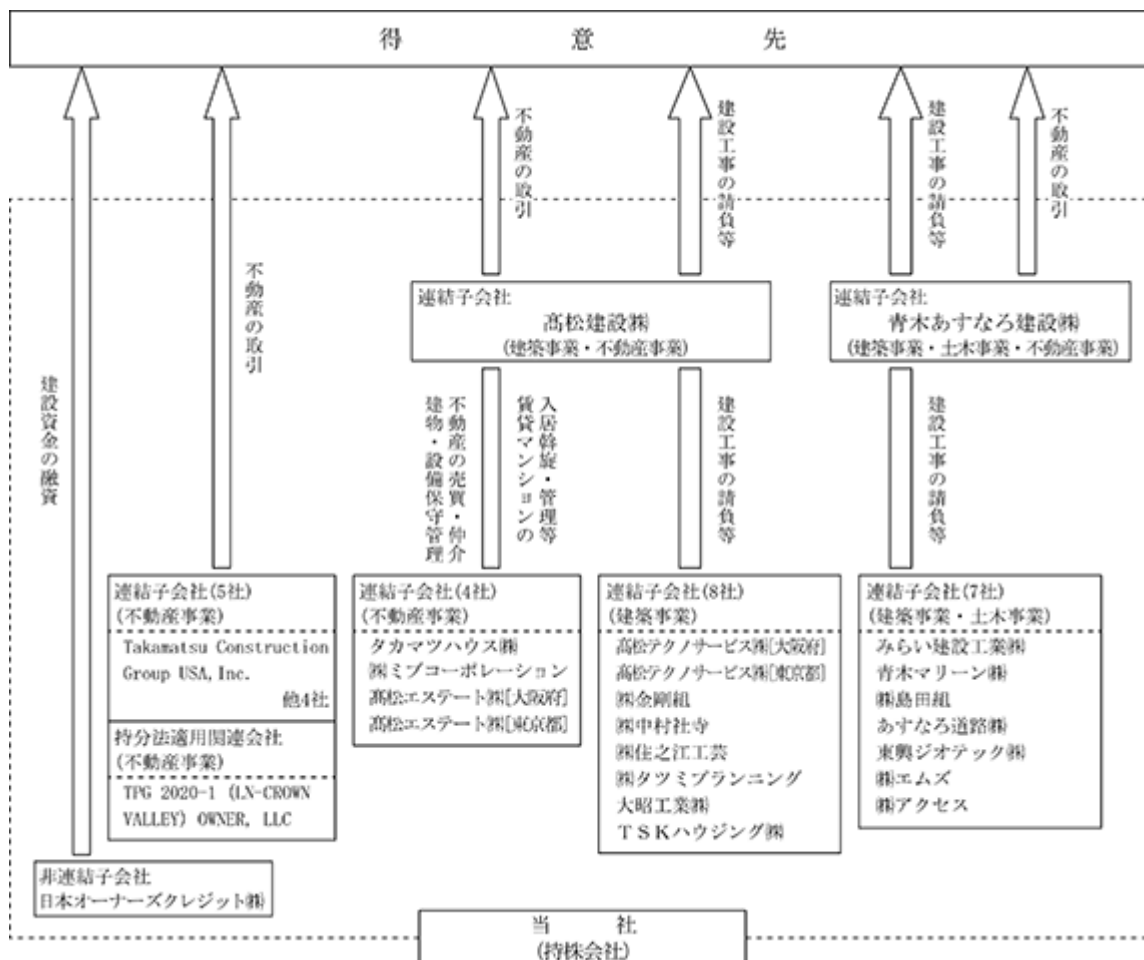 得意先
不動産の取引
建設工事の請負等
建設工事の請負等
不動産の取引
不動産の取引
建設資金の融資
連結子会社
髙松建設㈱
(建築事業・不動産事業)
連結子会社
青木あすなろ建設㈱
(建築事業・土木事業・不動産事業)
賃貸マンションの
入居斡旋・管理等
不動産の売買・仲介
建物・設備保守管理
建設工事の請負等
建設工事の請負等
連結子会社(5社)
(不動産事業)
Takamatsu Construction
Group USA,Inc.
他4社
持分法適用関連会社
(不動産事業)
TPG 2020-1 (LN-CROWN
VALLEY) OWNER, LLC
連結子会社(4社)
(不動産事業)
タカマツハウス㈱
㈱ミブコーポレーション
髙松エステート㈱[大阪府]
髙松エステート㈱[東京都]
連結子会社(8社)
(建築事業)
髙松テクノサービス㈱[大阪府]
髙松テクノサービス㈱[東京都]
㈱金剛組
㈱中村社寺
㈱住之江工芸
㈱タツミプランニング
大昭工業㈱
ＴＳＫハウジング㈱
連結子会社(7社)
(建築事業・土木事業)
みらい建設工業㈱
青木マリーン㈱
㈱島田組
あすなろ道路㈱
東興ジオテック㈱
㈱エムズ
㈱アクセス
非連結子会社
日本オーナーズクレジット㈱
当社
(持株会社)